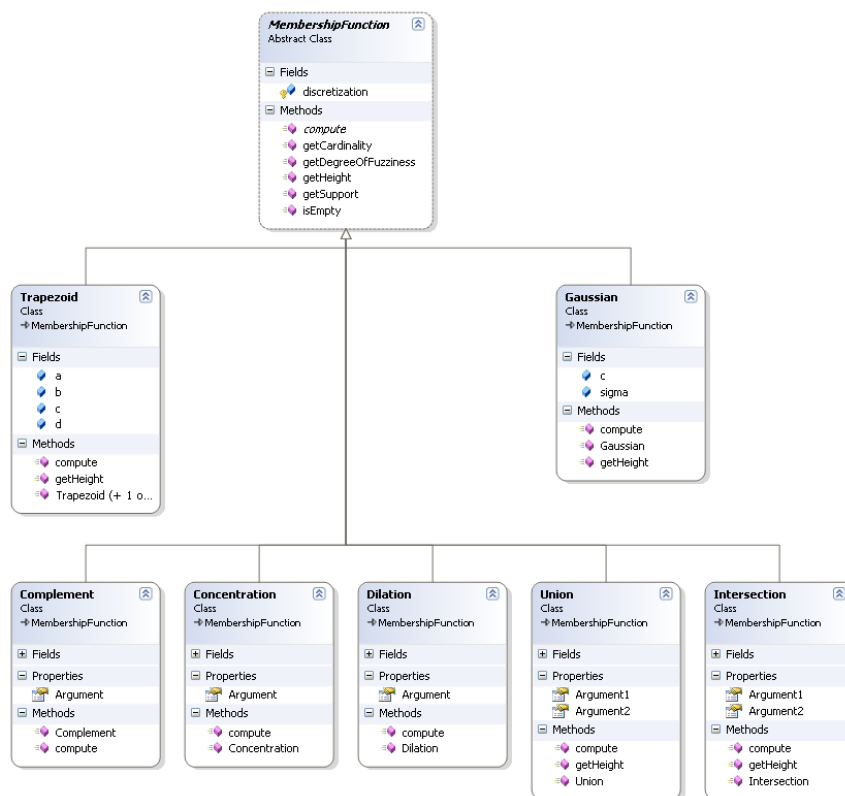 MembershipFunction
Abstract Class
Fields
discretization
Methods
compute
getCardinality
getDegreeOfFuzziness
getHeight
getSupport
isEmpty
Trapezoid
Class
MembershipFunction
Fields
a
b
c
d
Methods
compute
getHeight
Trapezoid (+ 1 o...
Gaussian
Class
MembershipFunction
Fields
c
sigma
Methods
compute
Gaussian
getHeight
Complement
Class
MembershipFunction
Fields
Properties
Argument
Methods
Complement
compute
Concentration
Class
MembershipFunction
Fields
Properties
Argument
Methods
compute
Concentration
Dilation
Class
MembershipFunction
Fields
Properties
Argument
Methods
compute
Dilation
Union
Class
MembershipFunction
Fields
Properties
Argument1
Argument2
Methods
compute
getHeight
Union
Intersection
Class
MembershipFunction
Fields
Properties
Argument1
Argument2
Methods
compute
getHeight
Intersection